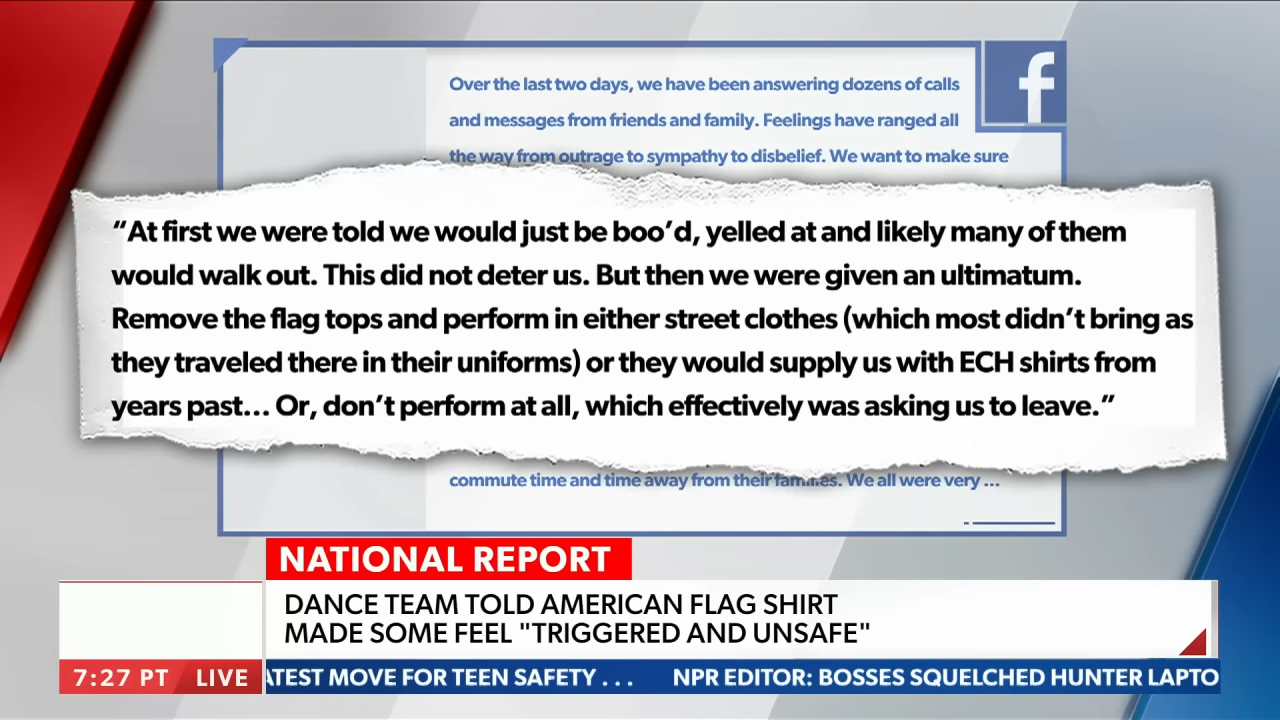 Over the last two days, we have been answering dozens of calls
and messages from friends and family. Feelings have ranged all
the way from outrage to sympathy to disbelief. We want to make sure
f
“At first we were told we would just be boo’d, yelled at and likely many of them
would walk out. This did not deter us. But then we were given an ultimatum.
Remove the flag tops and perform in either street clothes (which most didn’t bring as
they traveled there in their uniforms) or they would supply us with ECH shirts from
years past... Or, don’t perform at all, which effectively was asking us to leave.”
commute time and time away from their families. We all were very ...
NATIONAL REPORT
DANCE TEAM TOLD AMERICAN FLAG SHIRT
MADE SOME FEEL "TRIGGERED AND UNSAFE"
7:27 PT LIVE
ATEST MOVE FOR TEEN SAFETY . . . NPR EDITOR: BOSSES SQUELCHED HUNTER LAPTO